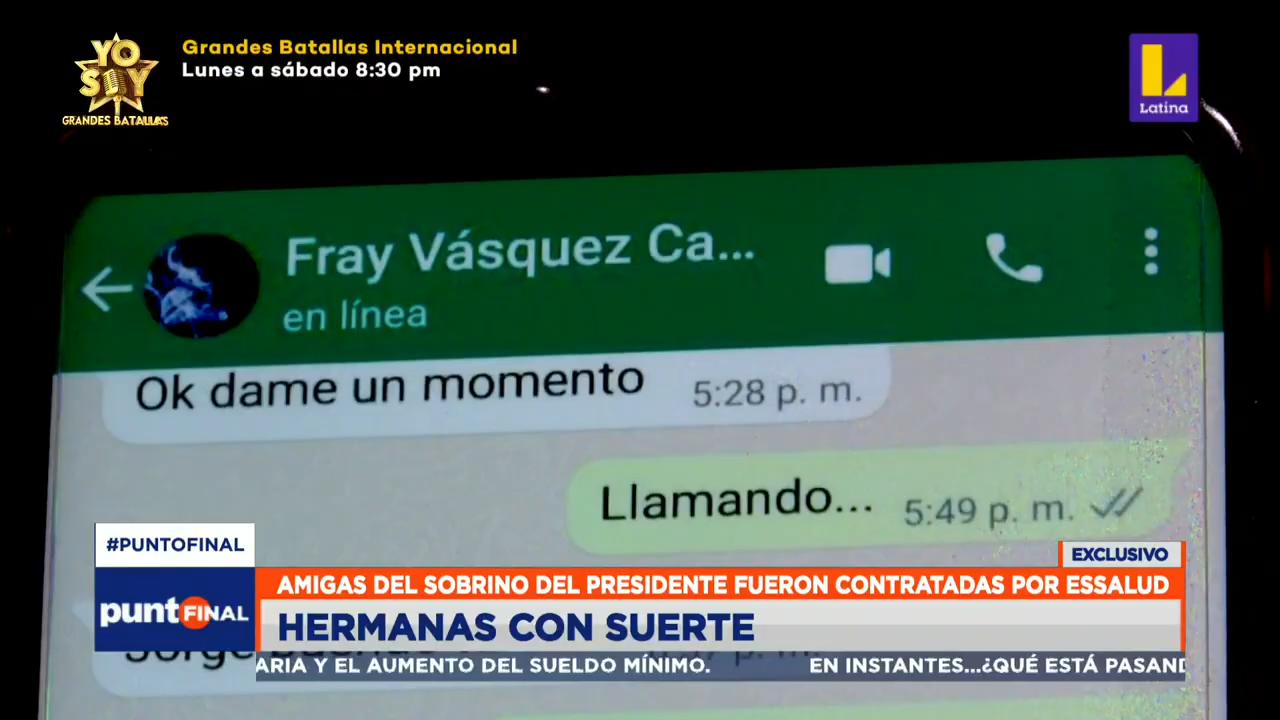 YO
SOY
GRANDES BATALLAS
Grandes Batallas Internacional
Lunes a sábado 8:30 pm
Latina
Fray Vásquez Ca...
en línea
Ok dame un momento 5:28 p. m.
Llamando... 5:49 p. m.
#PUNTOFINAL
EXCLUSIVO
AMIGAS DEL SOBRINO DEL PRESIDENTE FUERON CONTRATADAS POR ESSALUD
punto FINAL
HERMANAS CON SUERTE
ARIA Y EL AUMENTO DEL SUELDO MÍNIMO. EN INSTANTES...¿QUÉ ESTÁ PASAND